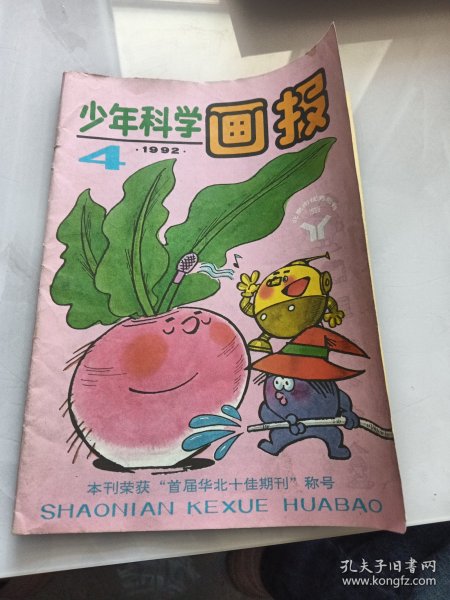 少年科学画报
4 ·1992·
本刊荣获“首届华北十佳期刊”称号
SHAONIAN KEXUE HUABAO
孔夫子旧书网
www.kongfz.com